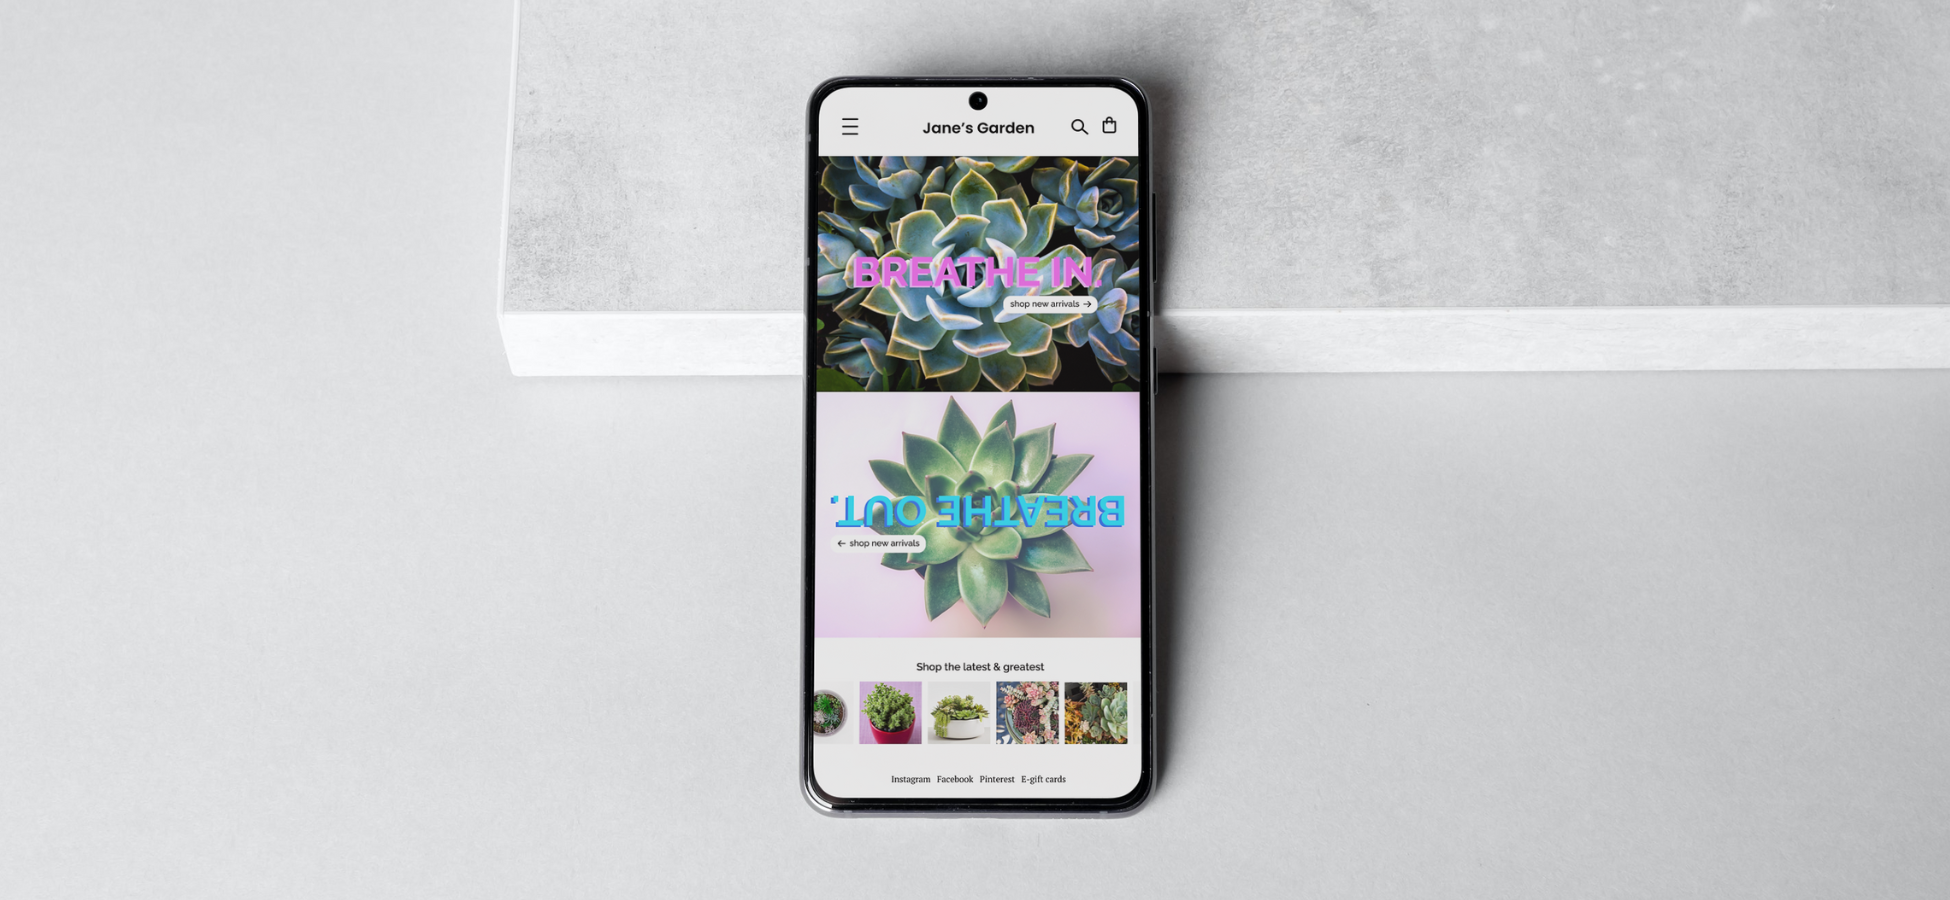 Jane's Garden
BREATHE IN.
shop new arrivals →
BREATHE OUT.
← shop new arrivals
Shop the latest & greatest
Instagram Facebook Pinterest E-gift cards